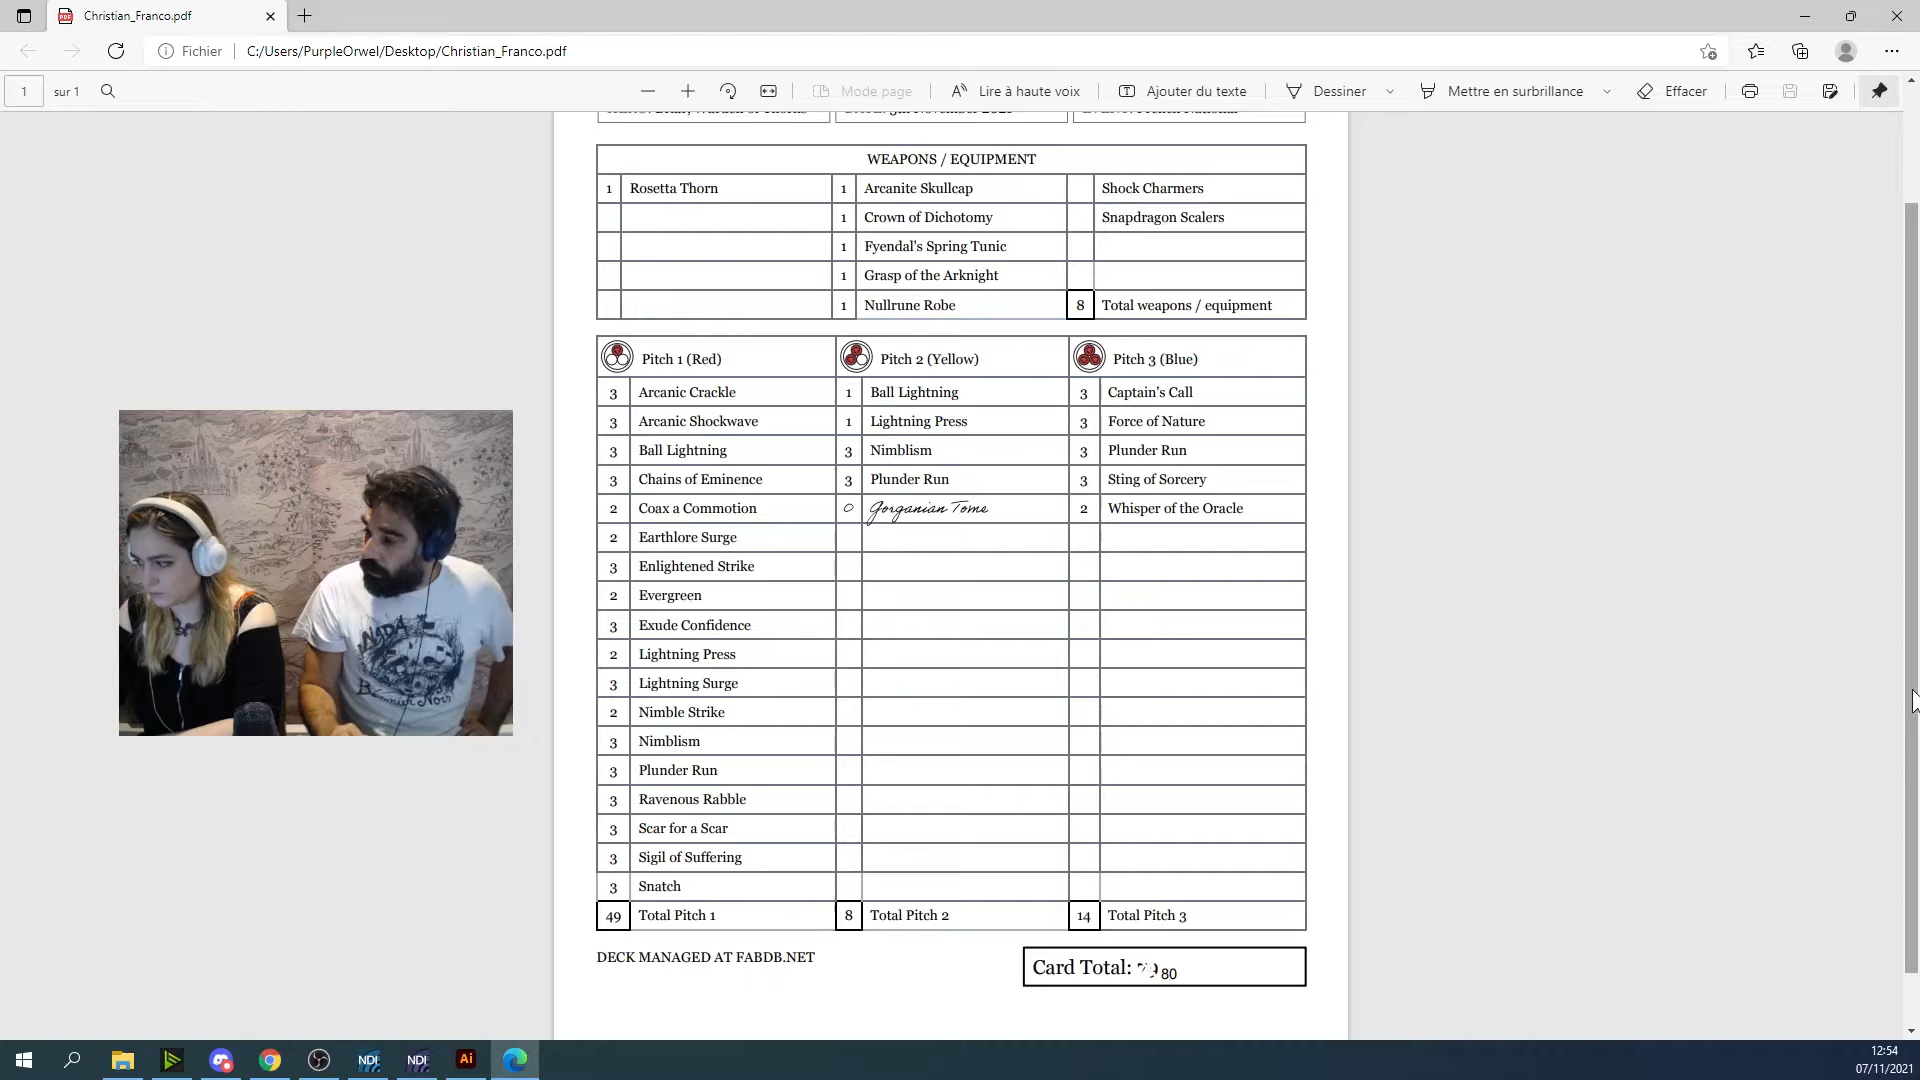 Christian_Franco.pdf
Fichier C:/Users/PurpleOrwel/Desktop/Christian_Franco.pdf
1 sur 1 Mode page Lire à haute voix Ajouter du texte Dessiner Mettre en surbrillance Effacer
WEAPONS / EQUIPMENT
1 Rosetta Thorn 1 Arcanite Skullcap Shock Charmers
1 Crown of Dichotomy Snapdragon Scalers
1 Fyendal's Spring Tunic
1 Grasp of the Arknight
1 Nullrune Robe 8 Total weapons / equipment
Pitch 1 (Red) Pitch 2 (Yellow) Pitch 3 (Blue)
3 Arcanic Crackle 1 Ball Lightning 3 Captain's Call
3 Arcanic Shockwave 1 Lightning Press 3 Force of Nature
3 Ball Lightning 3 Nimblism 3 Plunder Run
3 Chains of Eminence 3 Plunder Run 3 Sting of Sorcery
2 Coax a Commotion 0 Gorganian Tome 2 Whisper of the Oracle
2 Earthlore Surge
3 Enlightened Strike
2 Evergreen
3 Exude Confidence
2 Lightning Press
3 Lightning Surge
2 Nimble Strike
3 Nimblism
3 Plunder Run
3 Ravenous Rabble
3 Scar for a Scar
3 Sigil of Suffering
3 Snatch
49 Total Pitch 1 8 Total Pitch 2 14 Total Pitch 3
DECK MANAGED AT FABDB.NET
Card Total: 79 80
NADA
NDI NDI Ai
12:54
07/11/2021